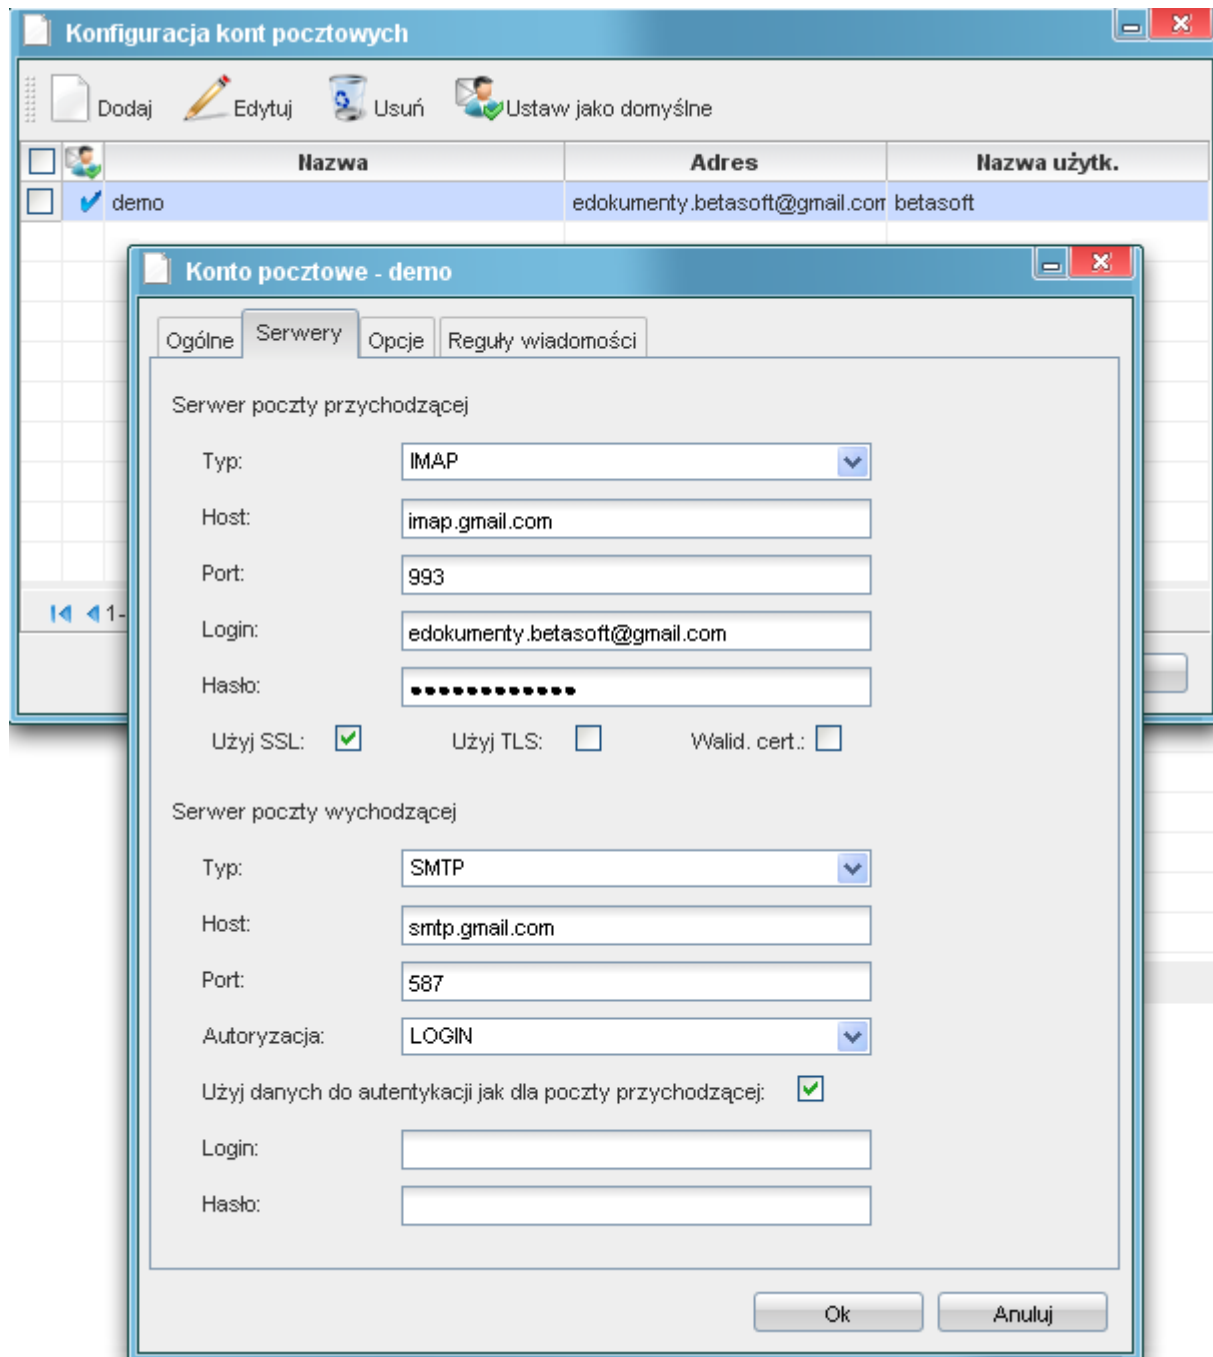 Konfiguracja kont pocztowych
Dodaj Edytuj Usuń Ustaw jako domyślne
Nazwa Adres Nazwa użytk.
demo edokumenty.betasoft@gmail.com betasoft
Konto pocztowe - demo
Ogólne Serwery Opcje Reguły wiadomości
Serwer poczty przychodzącej
Typ: IMAP
Host: imap.gmail.com
Port: 993
1-
Login: edokumenty.betasoft@gmail.com
Hasło: ••••••••••••
Użyj SSL: Użyj TLS: Walid. cert.:
Serwer poczty wychodzącej
Typ: SMTP
Host: smtp.gmail.com
Port: 587
Autoryzacja: LOGIN
Użyj danych do autentykacji jak dla poczty przychodzącej:
Login:
Hasło:
Ok Anuluj